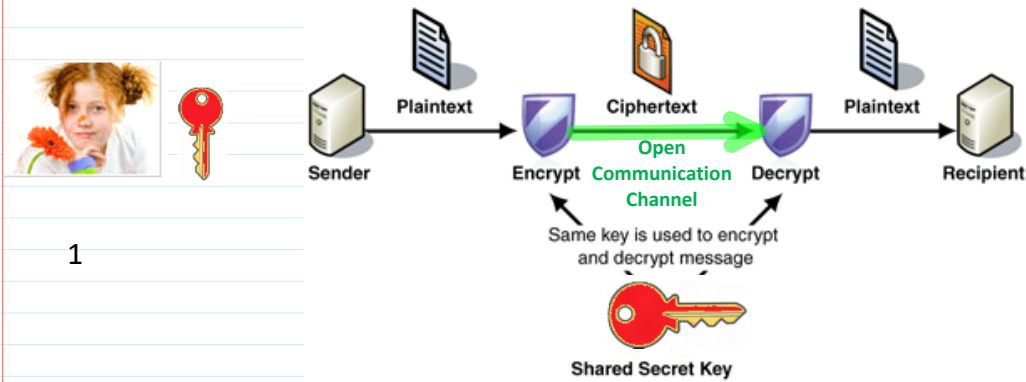 Plaintext
Ciphertext
Plaintext
Sender
Encrypt
Open
Communication
Channel
Decrypt
Recipient
1
Same key is used to encrypt
and decrypt message
Shared Secret Key